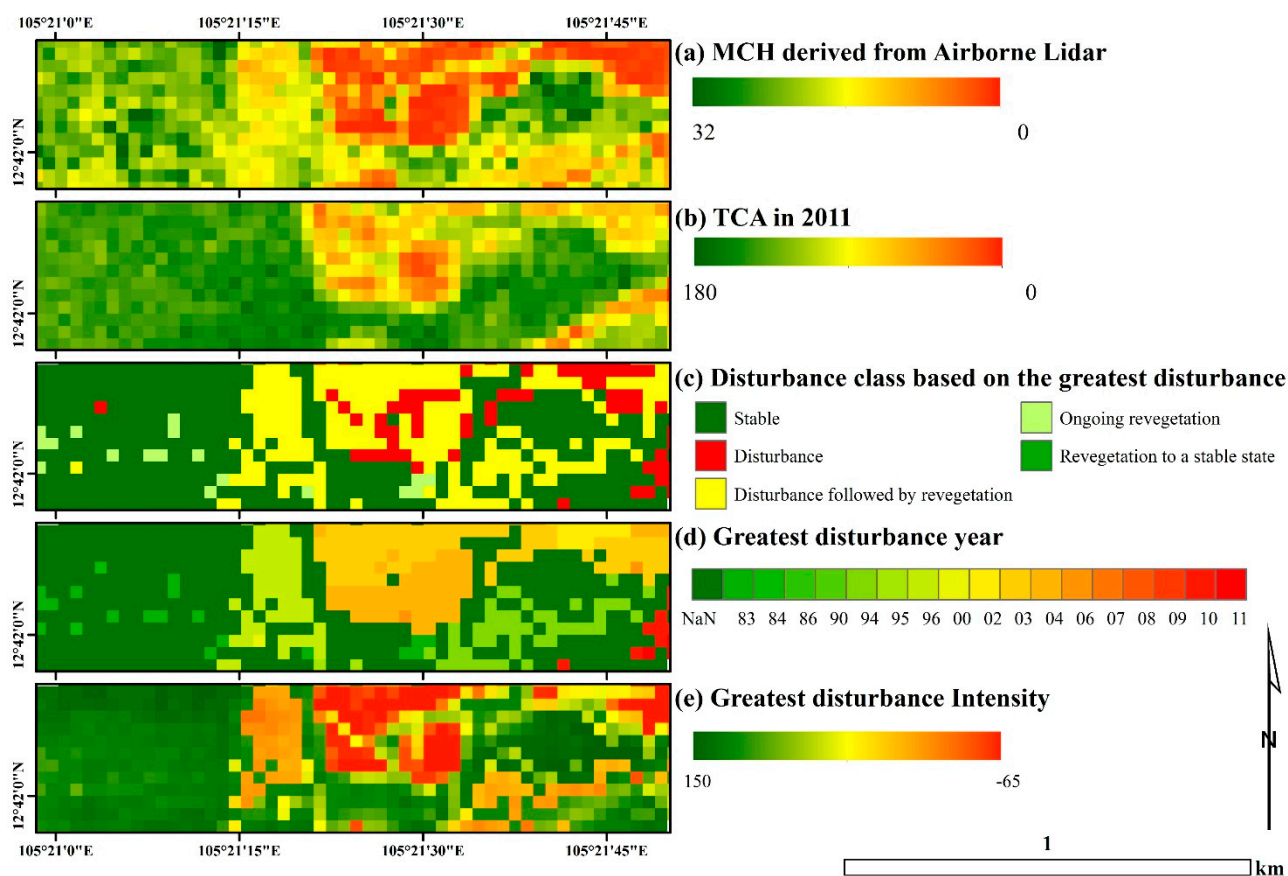 105°21'0"E 105°21'15"E 105°21'30"E 105°21'45"E
12°42'0"N
(a) MCH derived from Airborne Lidar
32 0
12°42'0"N
(b) TCA in 2011
180 0
12°42'0"N
(c) Disturbance class based on the greatest disturbance
Stable
Ongoing revegetation
Disturbance
Revegetation to a stable state
Disturbance followed by revegetation
12°42'0"N
(d) Greatest disturbance year
NaN 83 84 86 90 94 95 96 00 02 03 04 06 07 08 09 10 11
12°42'0"N
(e) Greatest disturbance Intensity
150 -65
N
105°21'0"E 105°21'15"E 105°21'30"E 105°21'45"E
1
km